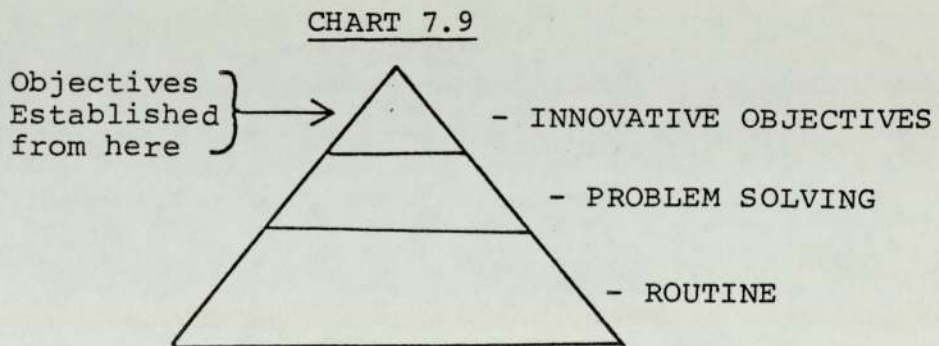 CHART 7.9
Objectives
Established
from here
- INNOVATIVE OBJECTIVES
- PROBLEM SOLVING
- ROUTINE